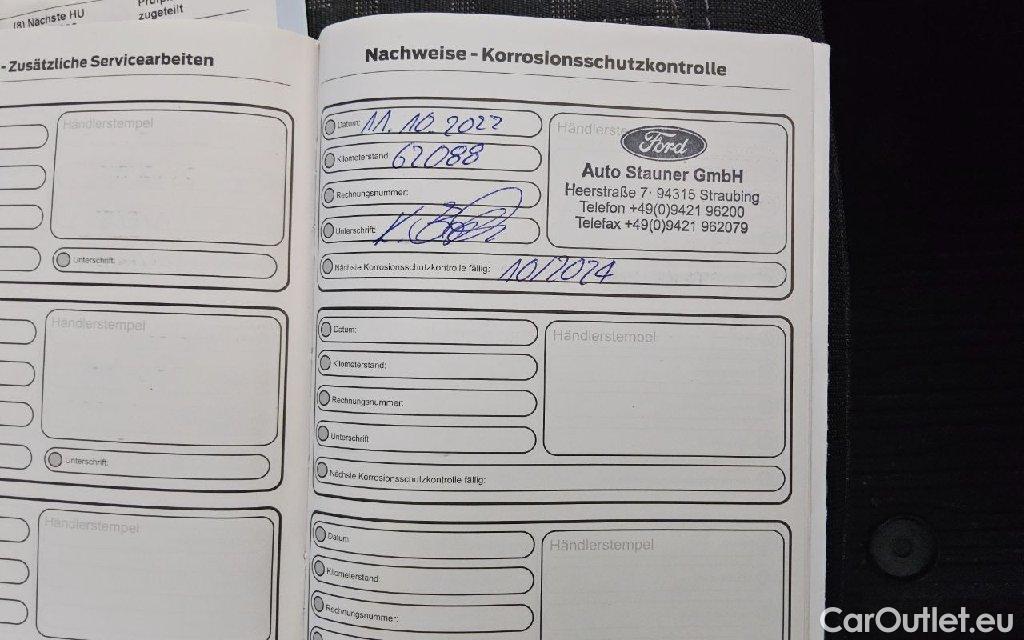 (8) Nächste HU
zugeteilt
- Zusätzliche Servicearbeiten
Händlerstempel
Unterschrift:
Händlerstempel
Unterschrift:
Händlerstempel
Nachweise - Korrosionsschutzkontrolle
Datum: 11.10.2022
Kilometerstand: 62088
Rechnungsnummer:
Unterschrift:
Nächste Korrosionsschutzkontrolle fällig: 10/2024
Ford
Auto Stauner GmbH
Heerstraße 7· 94315 Straubing
Telefon +49(0)9421 96200
Telefax +49(0)9421 962079
Datum:
Kilometerstand:
Rechnungsnummer:
Unterschrift
Nächste Korrosionsschutzkontrolle fällig:
Händlerstempel
Datum
Kilometerstand
Rechnungsnummer:
Händlerstempel
CarOutlet.eu